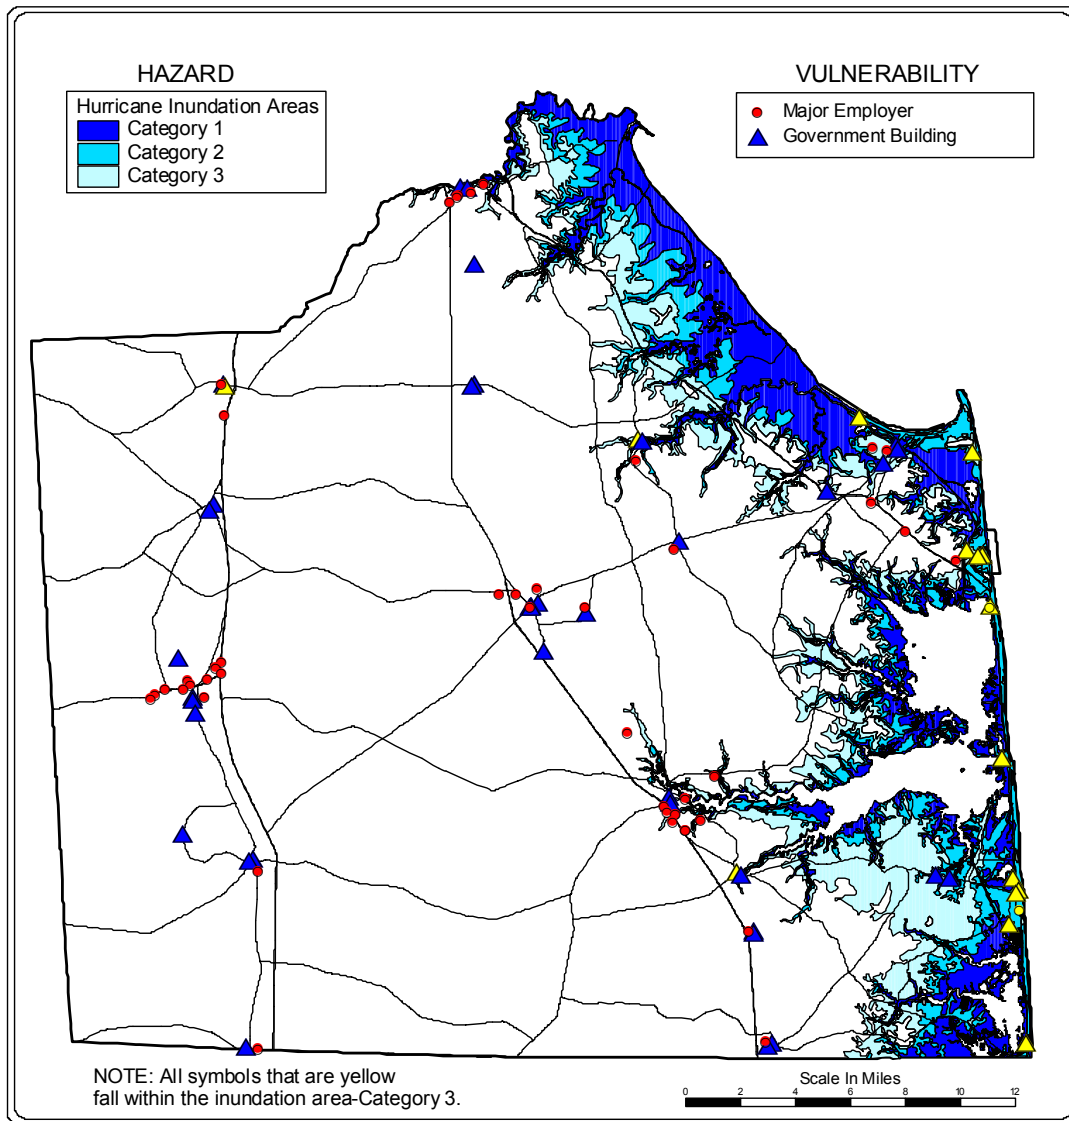 HAZARD
Hurricane Inundation Areas
Category 1
Category 2
Category 3
VULNERABILITY
Major Employer
Government Building
NOTE: All symbols that are yellow
fall within the inundation area-Category 3.
Scale In Miles
0 2 4 6 8 10 12